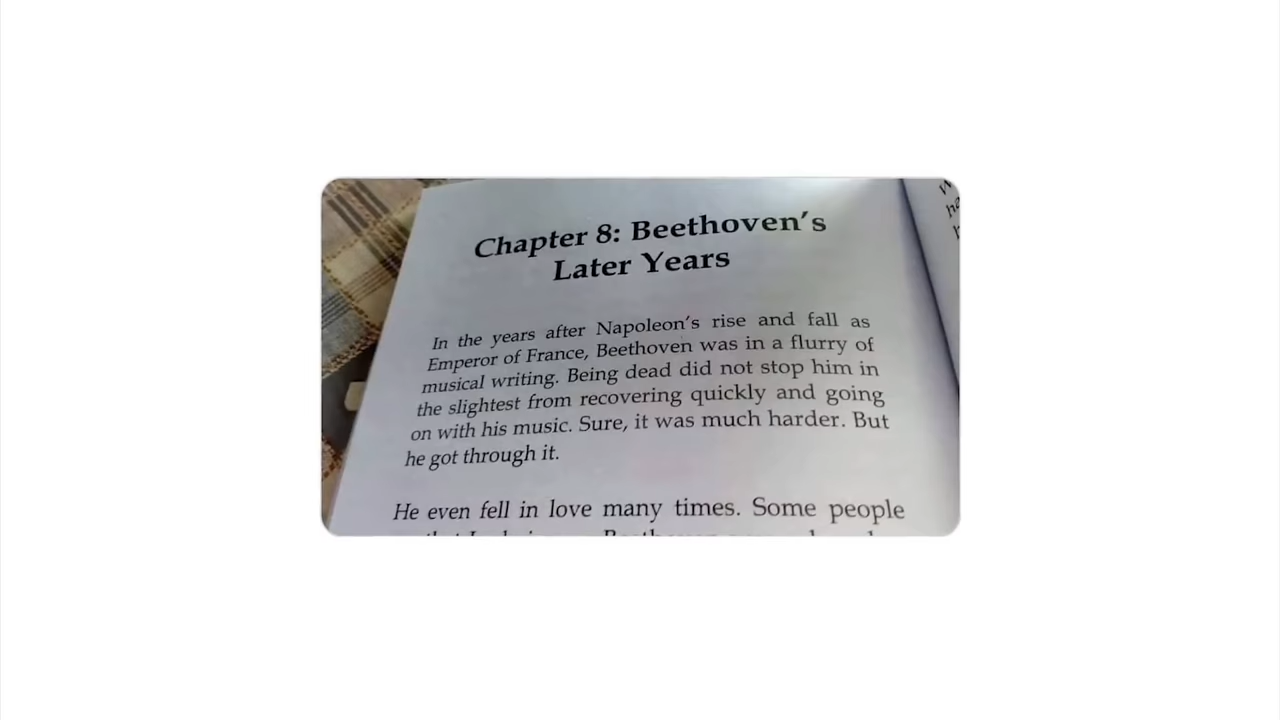 Chapter 8: Beethoven's
Later Years
In the years after Napoleon's rise and fall as
Emperor of France, Beethoven was in a flurry of
musical writing. Being dead did not stop him in
the slightest from recovering quickly and going
on with his music. Sure, it was much harder. But
he got through it.
He even fell in love many times. Some people